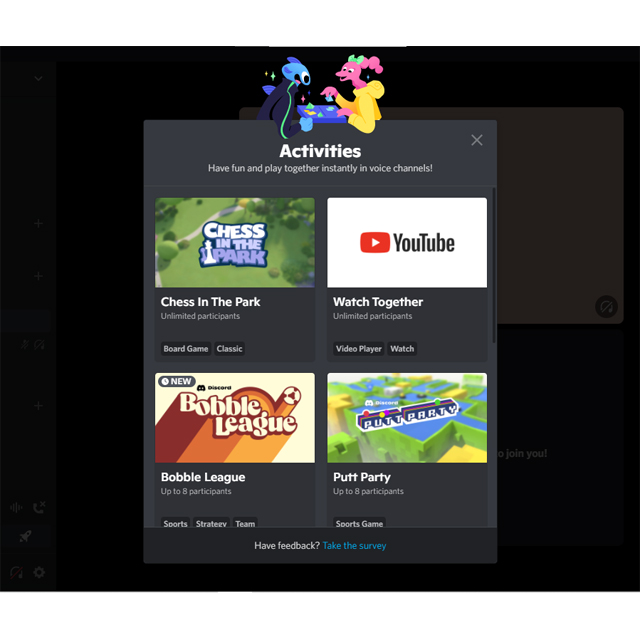 Activities
Have fun and play together instantly in voice channels!
CHESS
IN THE
PARK
YouTube
Chess In The Park
Unlimited participants
Board Game Classic
Watch Together
Unlimited participants
Video Player Watch
NEW
Discord
Bobble
League
Discord
PUTT PARTY
Bobble League
Up to 8 participants
Sports Strategy Team
Putt Party
Up to 8 participants
Sports Game
to join you!
Have feedback? Take the survey